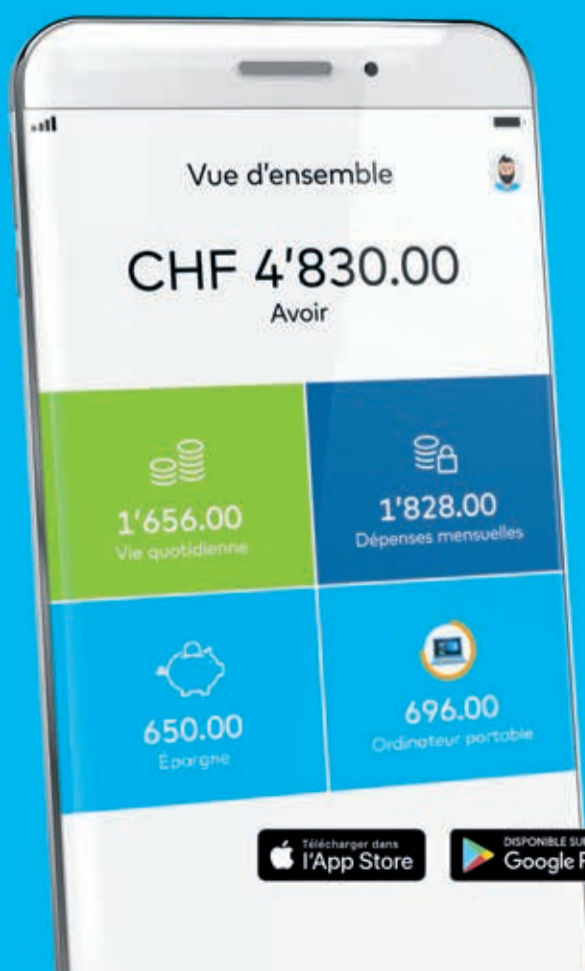 Vue d'ensemble
CHF 4'830.00
Avoir
1'656.00
Vie quotidienne
1'828.00
Dépenses mensuelles
650.00
Épargne
696.00
Ordinateur portable
Télécharger dans
l'App Store
DISPONIBLE SUR
Google P